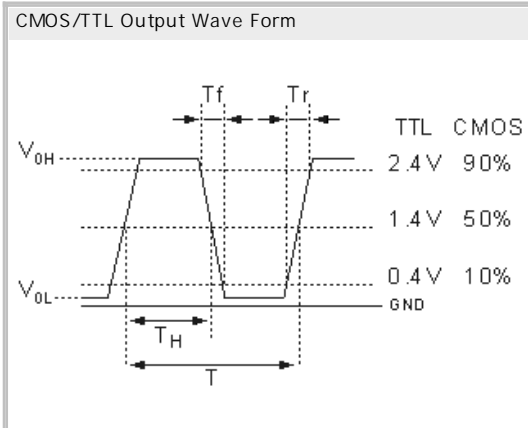 CMOS/TTL Output Wave Form
Tf Tr
TTL CMOS
V0H 2.4V 90%
1.4V 50%
0.4V 10%
V0L GND
TH
T